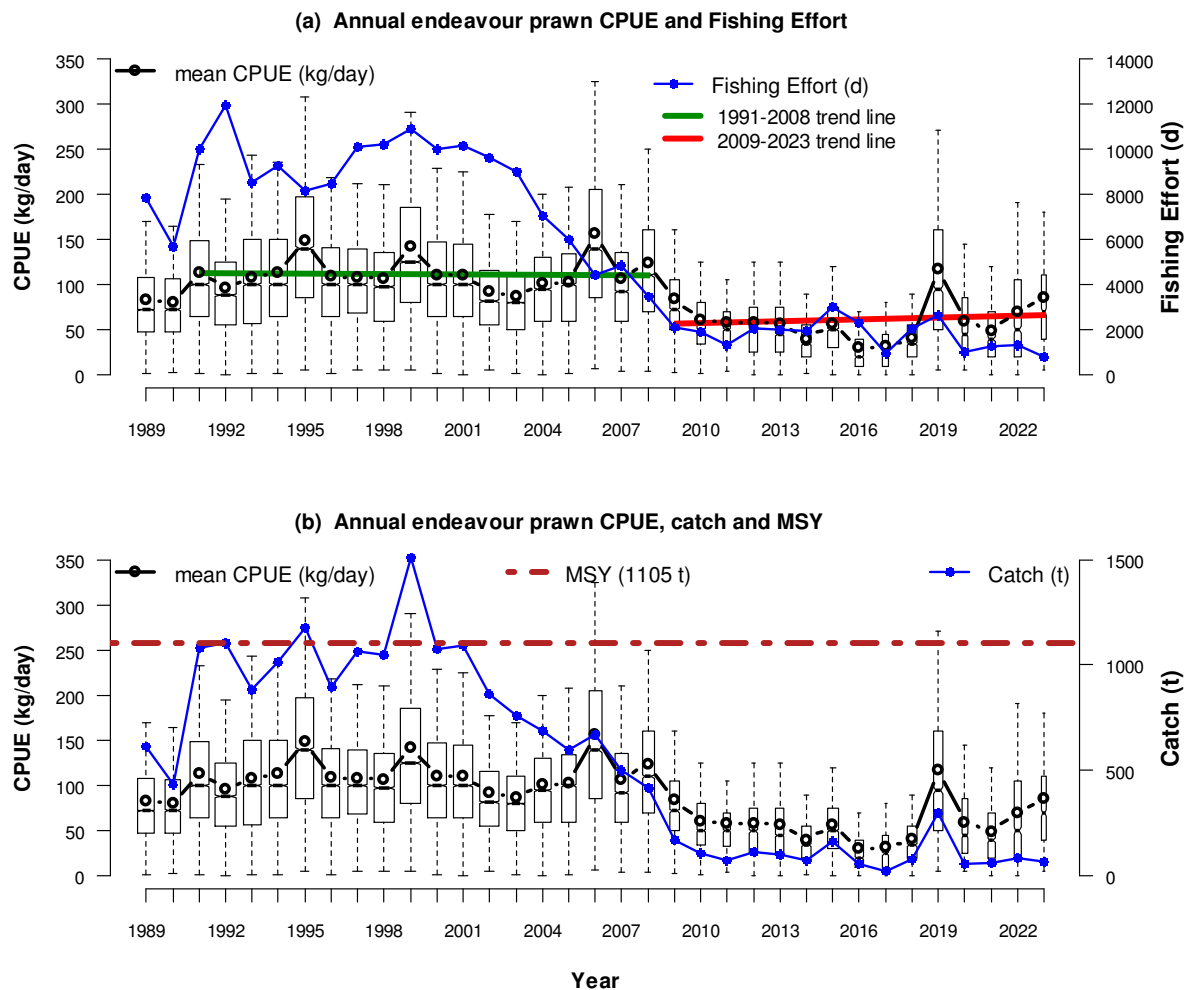 (a) Annual endeavour prawn CPUE and Fishing Effort
350
300
250
200
150
100
50
0
CPUE (kg/day)
mean CPUE (kg/day)
Fishing Effort (d)
1991-2008 trend line
2009-2023 trend line
14000
12000
10000
8000
6000
4000
2000
0
Fishing Effort (d)
1989 1992 1995 1998 2001 2004 2007 2010 2013 2016 2019 2022
(b) Annual endeavour prawn CPUE, catch and MSY
350
300
250
200
150
100
50
0
CPUE (kg/day)
mean CPUE (kg/day)
MSY (1105 t)
Catch (t)
1500
1000
500
0
Catch (t)
1989 1992 1995 1998 2001 2004 2007 2010 2013 2016 2019 2022
Year